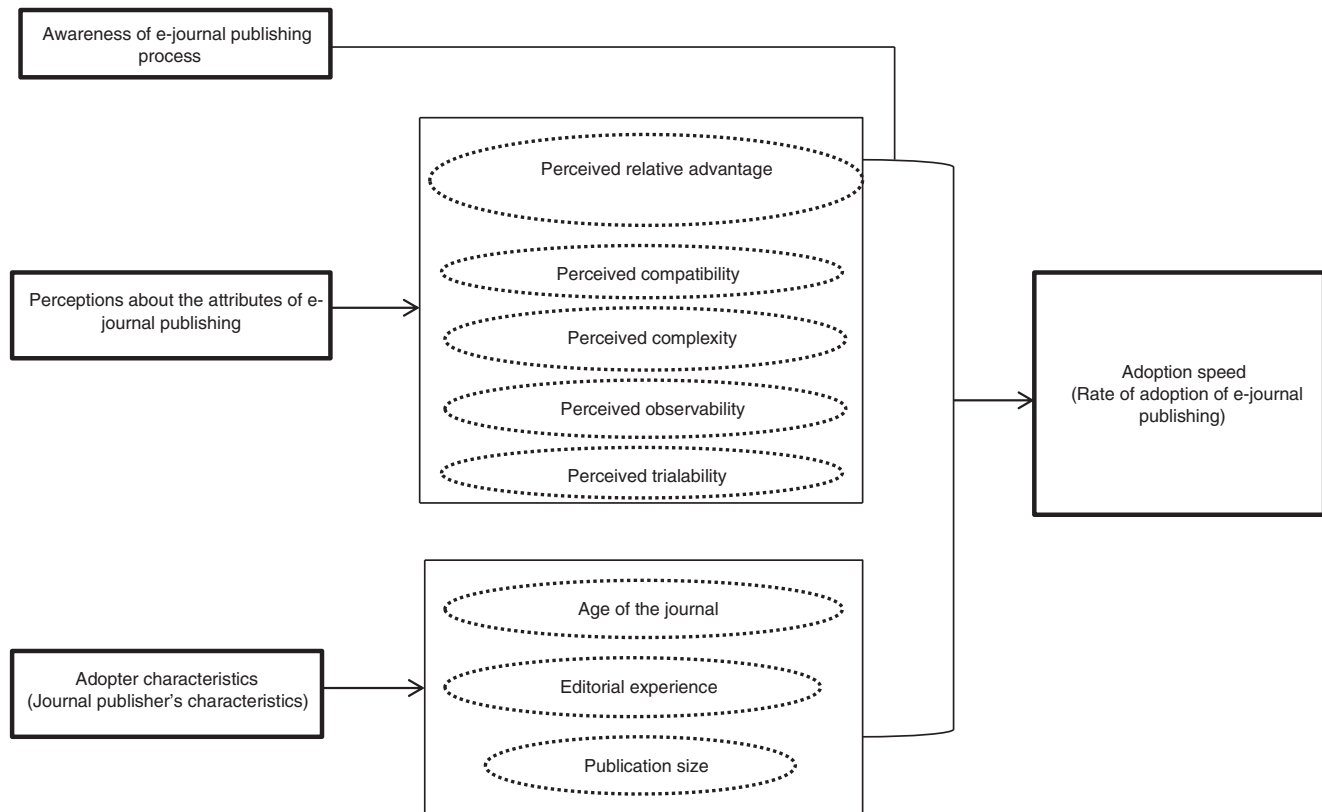 Awareness of e-journal publishing
process
Perceived relative advantage
Perceived compatibility
Perceptions about the attributes of e-
journal publishing
Perceived complexity
Perceived observability
Perceived trialability
Adoption speed
(Rate of adoption of e-journal
publishing)
Age of the journal
Adopter characteristics
(Journal publisher’s characteristics)
Editorial experience
Publication size